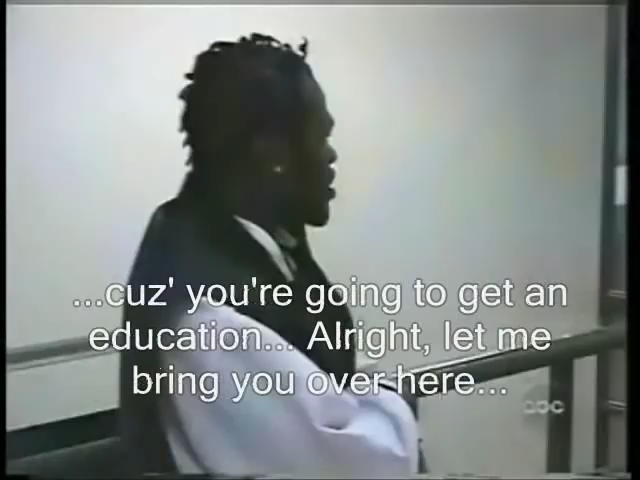 ...cuz' you're going to get an
education... Alright, let me
bring you over here...
abc